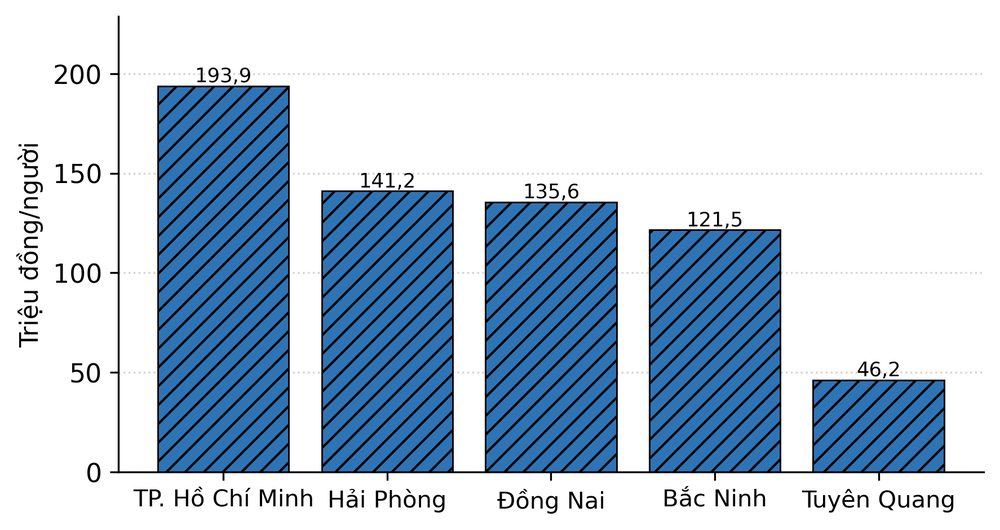 Triệu đồng/người
200
150
100
50
0
193,9
141,2
135,6
121,5
46,2
TP. Hồ Chí Minh
Hải Phòng
Đồng Nai
Bắc Ninh
Tuyên Quang